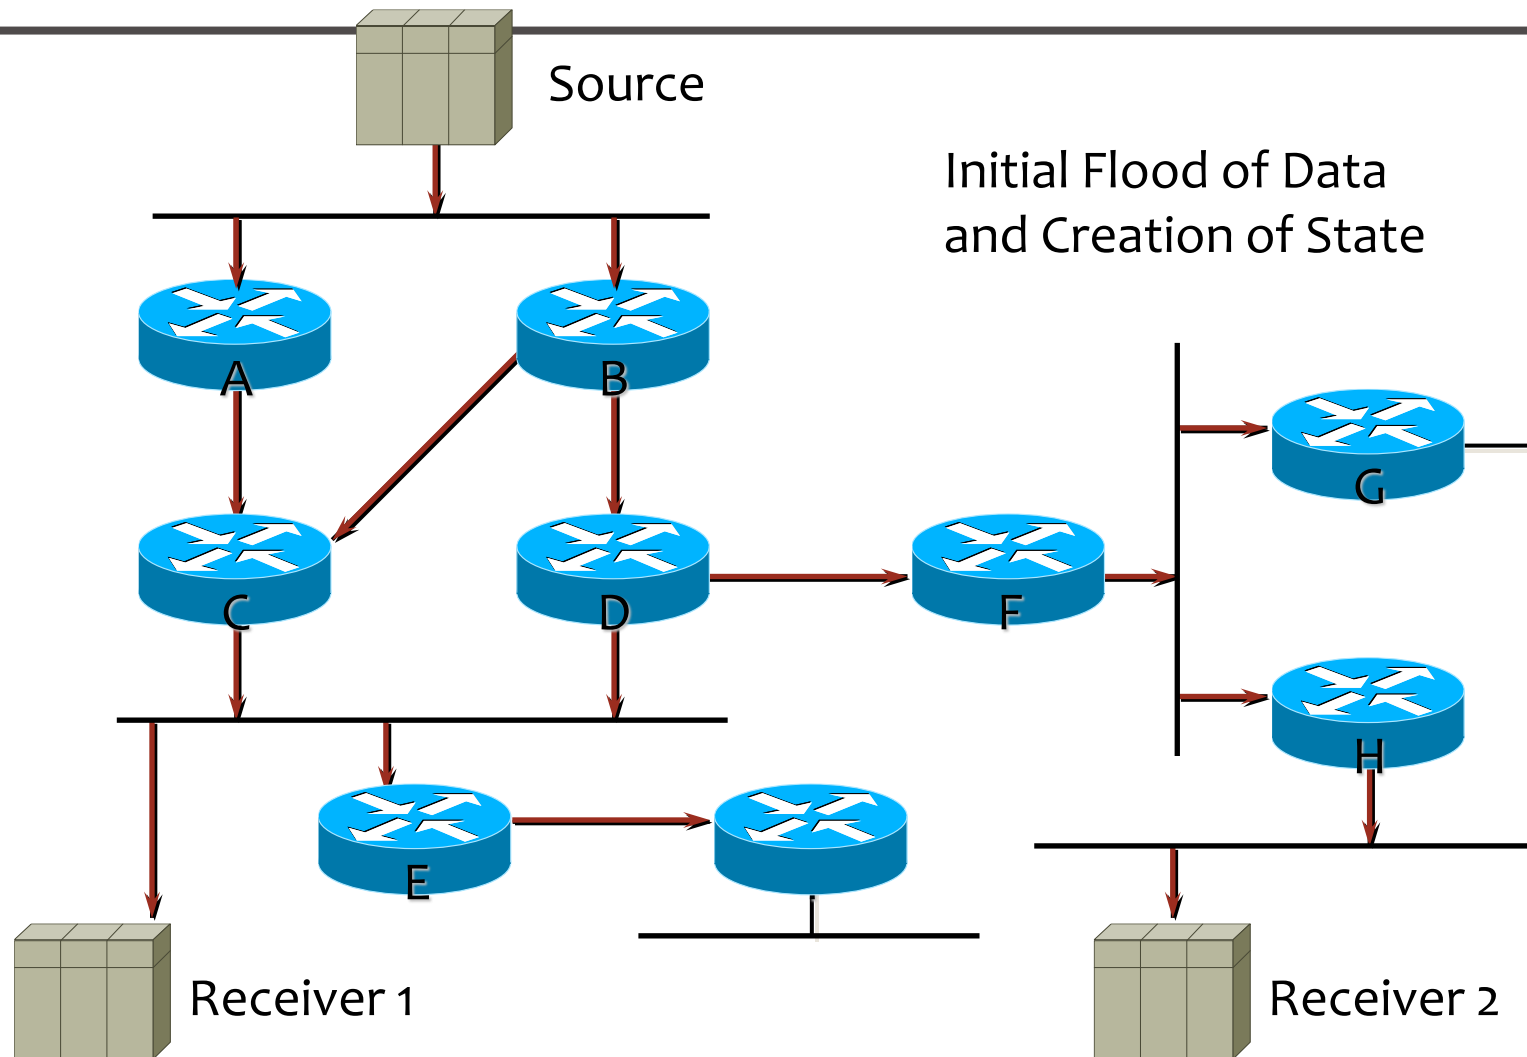 Source
Initial Flood of Data
and Creation of State
A
B
G
C
D
F
H
E
Receiver 1
Receiver 2